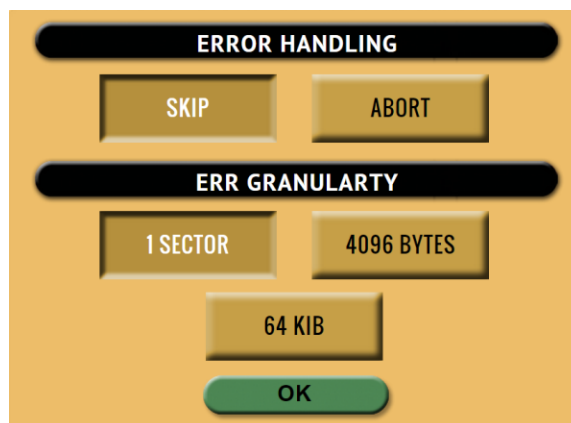 ERROR HANDLING
SKIP ABORT
ERR GRANULARTY
1 SECTOR 4096 BYTES
64 KIB
OK